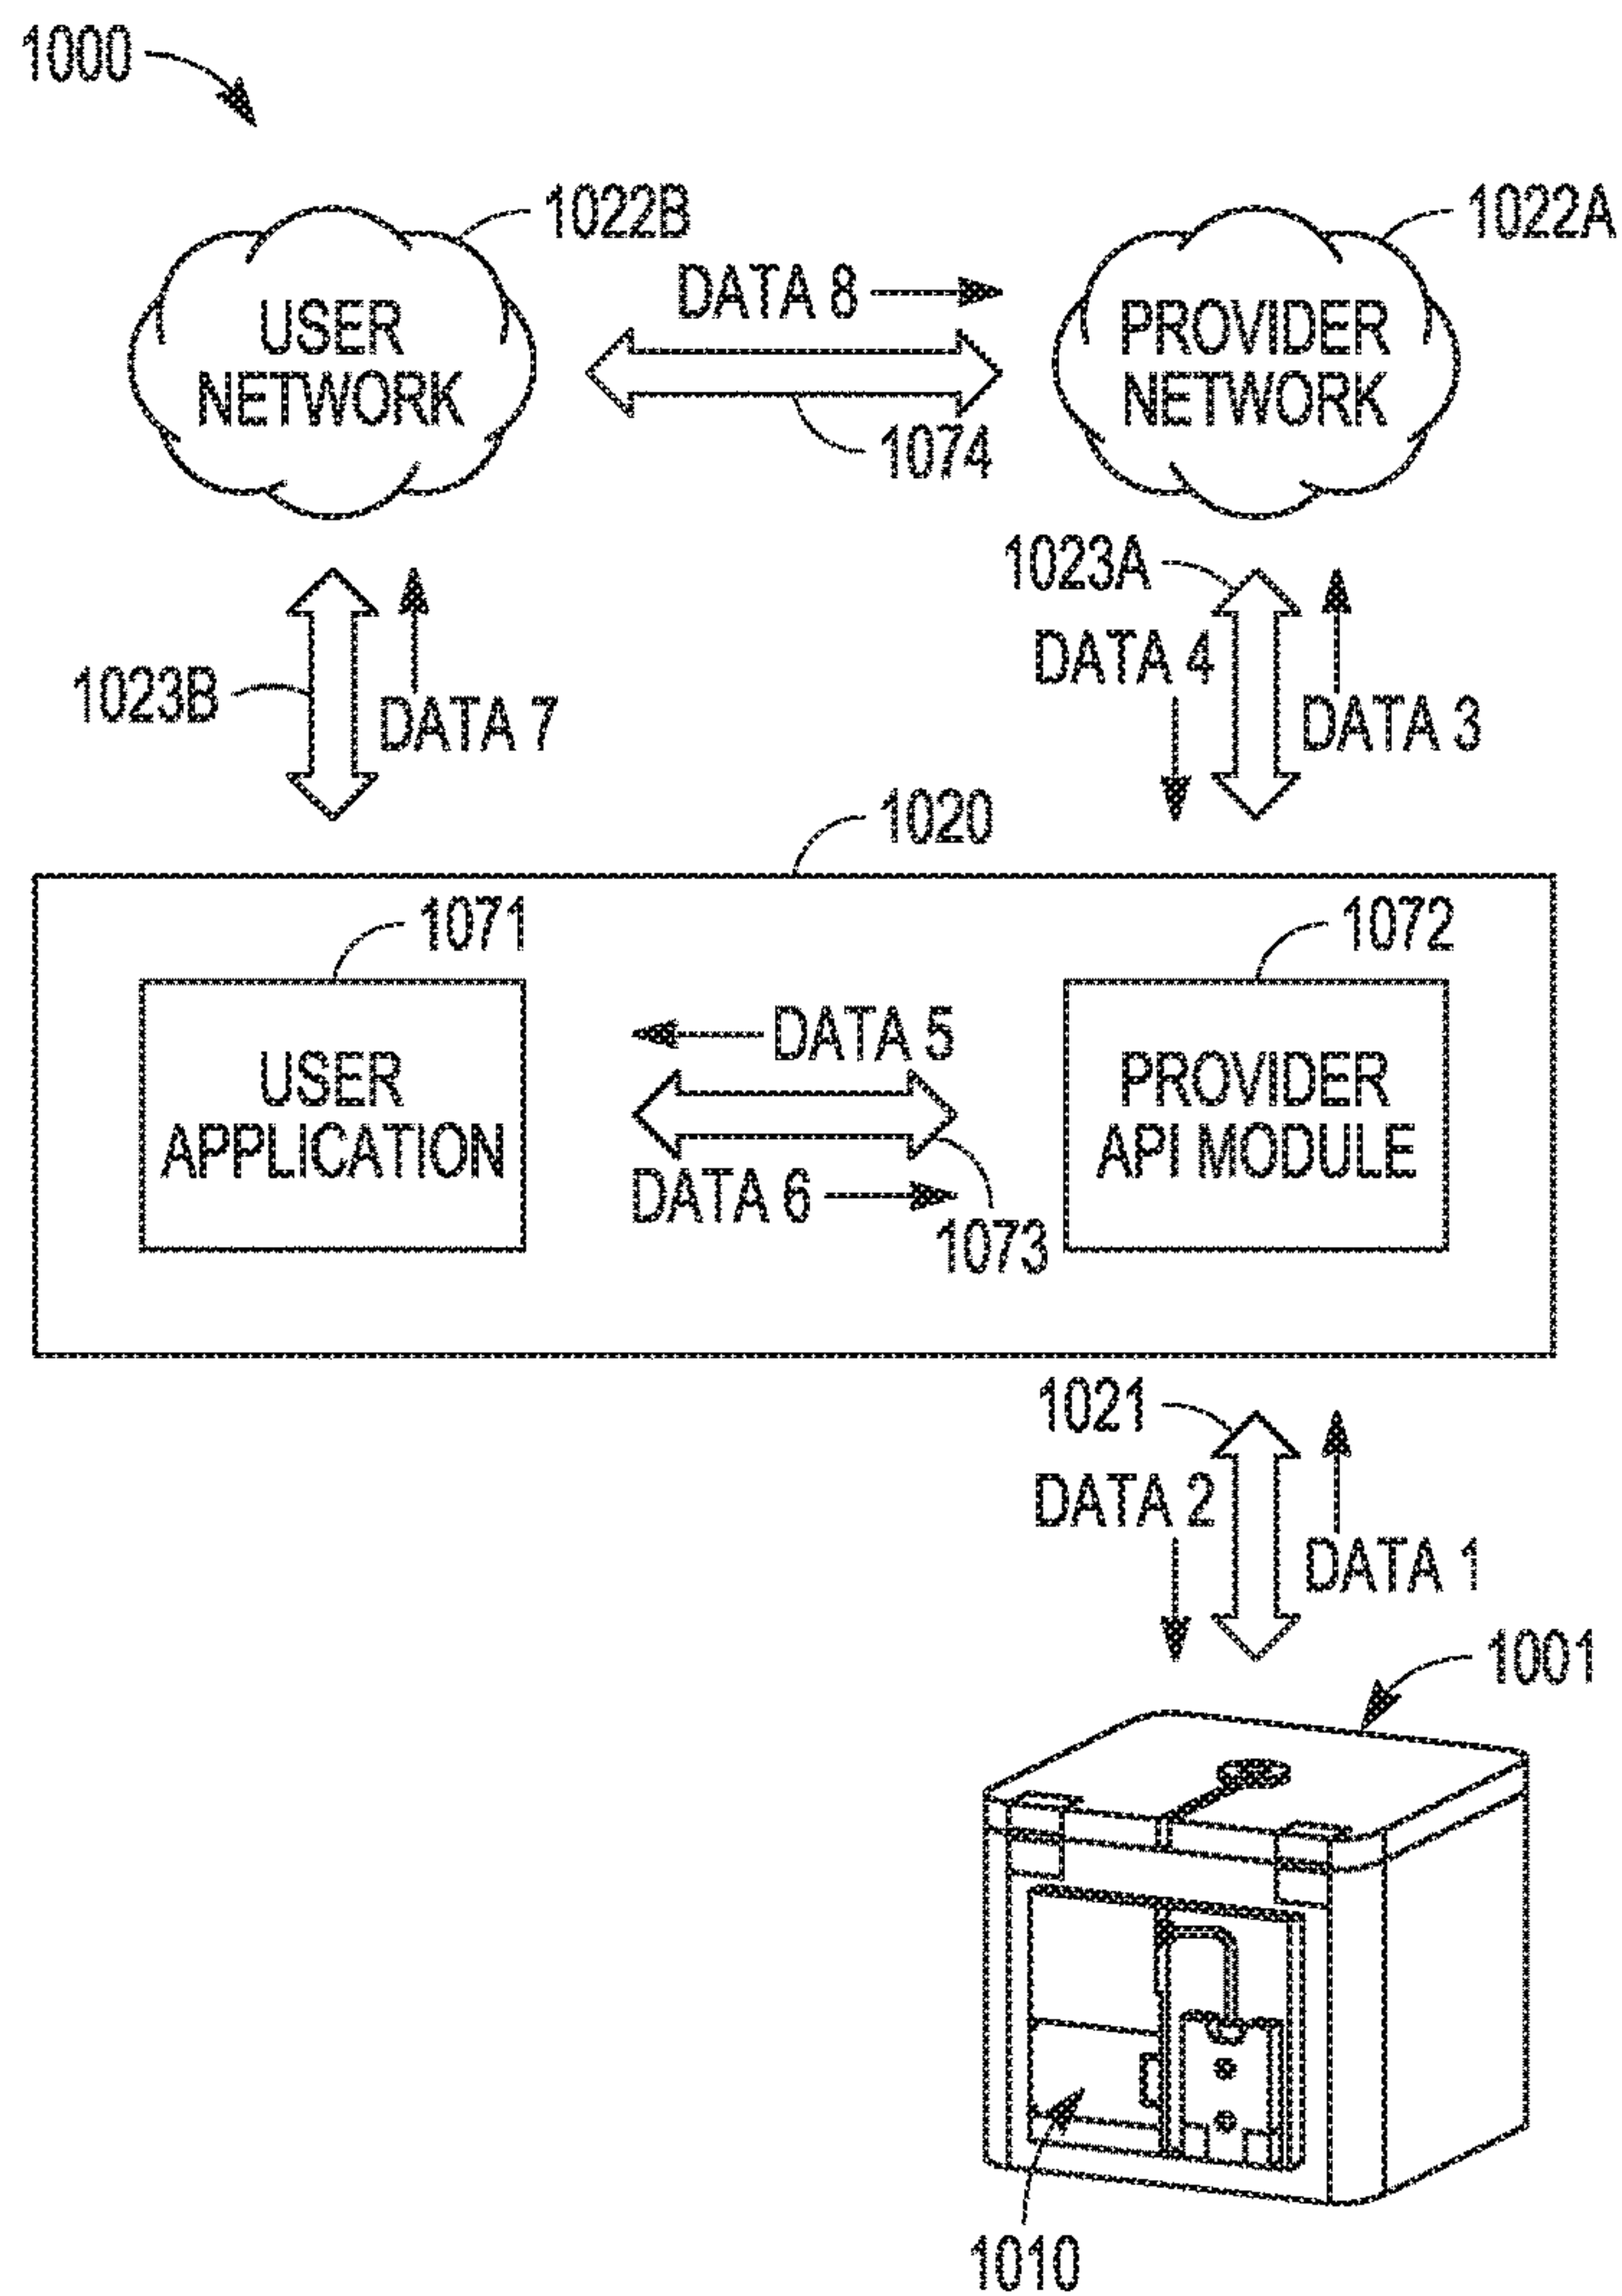 1000
1022B
1022A
DATA 8
USER
NETWORK
PROVIDER
NETWORK
1074
1023A
DATA 4
1023B
DATA 7
DATA 3
1020
1071
1072
DATA 5
USER
APPLICATION
PROVIDER
API MODULE
DATA 6
1073
1021
DATA 2
DATA 1
1001
1010